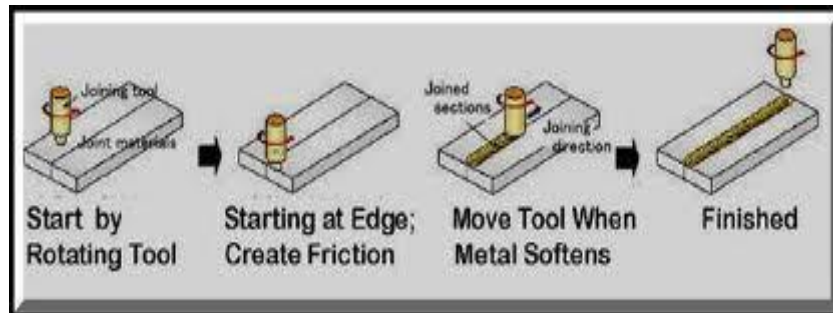 Joining tool
Joint materials
Start by
Rotating Tool
Starting at Edge;
Create Friction
Joined
sections
Joining
direction
Move Tool When
Metal Softens
Finished